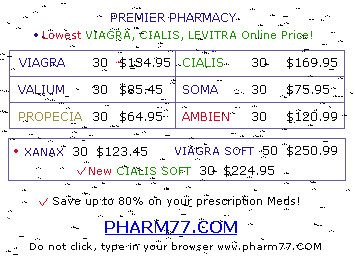 PREMIER PHARMACY
• Lowest VIAGRA, CIALIS, LEVITRA Online Price!
VIAGRA 30 $134.95 CIALIS 30 $169.95
VALIUM 30 $85.45 SOMA 30 $75.95
PROPECIA 30 $64.95 AMBIEN 30 $120.99
• XANAX 30 $123.45 VIAGRA SOFT 50 $250.99
✓New CIALIS SOFT 30 $224.95
✓ Save up to 80% on your prescription Meds!
PHARM77.COM
Do not click, type in your browser www.pharm77.COM